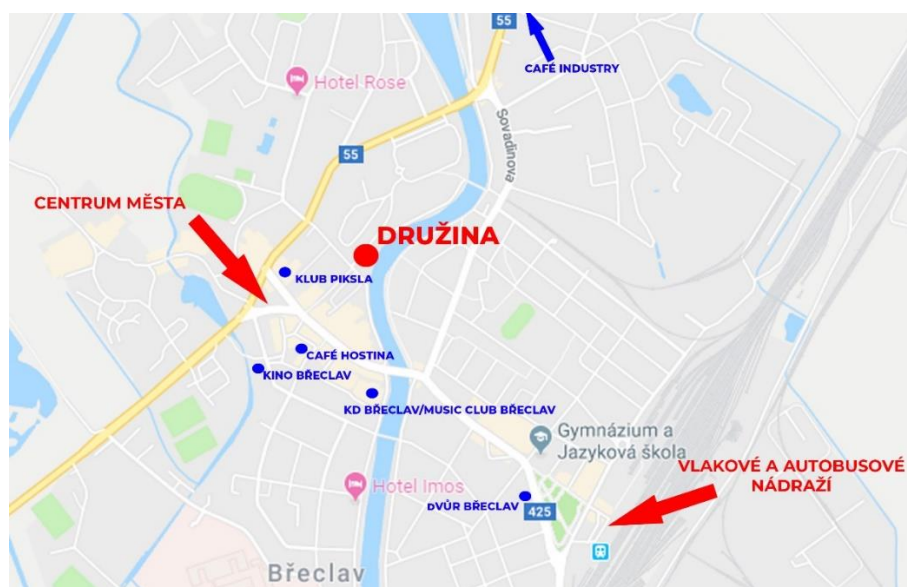 55
CAFÉ INDUSTRY
Hotel Rose
Sovadinova
55
CENTRUM MĚSTA
DRUŽINA
KLUB PIKSLA
CAFÉ HOSTINA
KINO BŘECLAV
KD BŘECLAV/MUSIC CLUB BŘECLAV
Gymnázium a
Jazyková škola
VLAKOVÉ A AUTOBUSOVÉ
NÁDRAŽÍ
Hotel Imos
DVŮR BŘECLAV
425
Břeclav